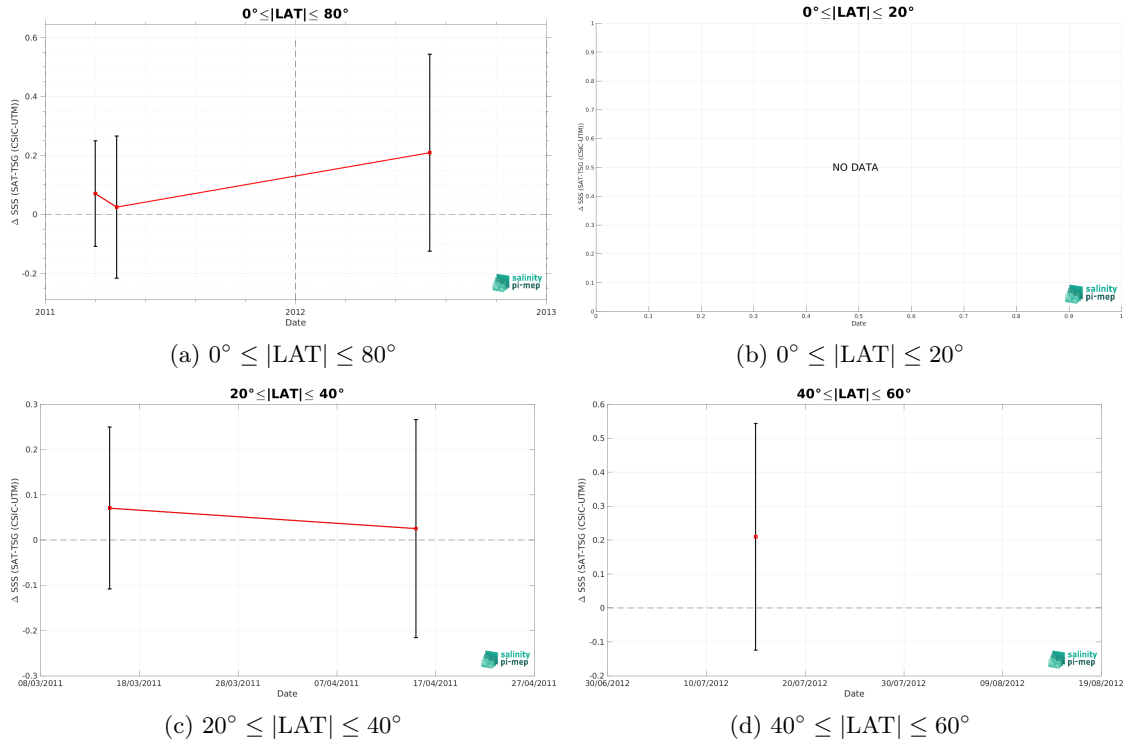 0°≤|LAT|≤ 80°
Δ SSS (SAT-TSG (CSIC-UTM))
0.6
0.4
0.2
0
-0.2
2011
2012
2013
Date
salinity
pi-mep
(a) 0° ≤ |LAT| ≤ 80°
0°≤|LAT|≤ 20°
Δ SSS (SAT-TSG (CSIC-UTM))
1
0.9
0.8
0.7
0.6
0.5
0.4
0.3
0.2
0.1
0
NO DATA
0
0.1
0.2
0.3
0.4
0.5
0.6
0.7
0.8
0.9
1
Date
salinity
pi-mep
(b) 0° ≤ |LAT| ≤ 20°
20°≤|LAT|≤ 40°
Δ SSS (SAT-TSG (CSIC-UTM))
0.3
0.2
0.1
0
-0.1
-0.2
-0.3
08/03/2011
18/03/2011
28/03/2011
07/04/2011
17/04/2011
27/04/2011
Date
salinity
pi-mep
(c) 20° ≤ |LAT| ≤ 40°
40°≤|LAT|≤ 60°
Δ SSS (SAT-TSG (CSIC-UTM))
0.6
0.5
0.4
0.3
0.2
0.1
0
-0.1
-0.2
30/06/2012
10/07/2012
20/07/2012
30/07/2012
09/08/2012
19/08/2012
Date
salinity
pi-mep
(d) 40° ≤ |LAT| ≤ 60°